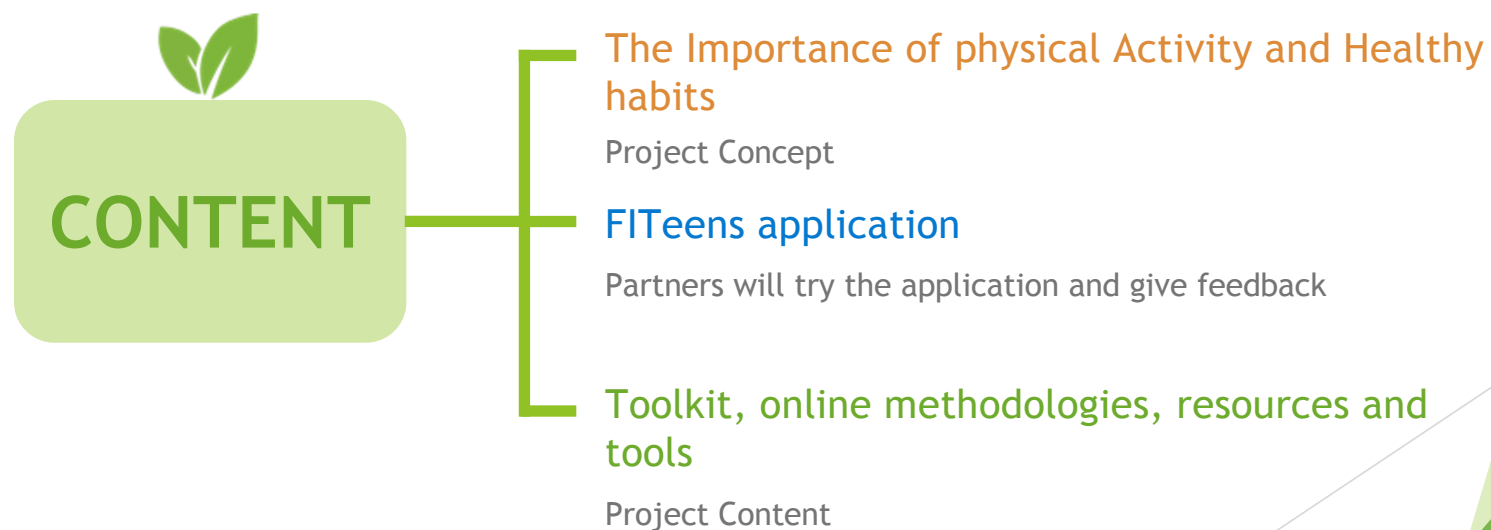 CONTENT
The Importance of physical Activity and Healthy
habits
Project Concept
FITeens application
Partners will try the application and give feedback
Toolkit, online methodologies, resources and
tools
Project Content